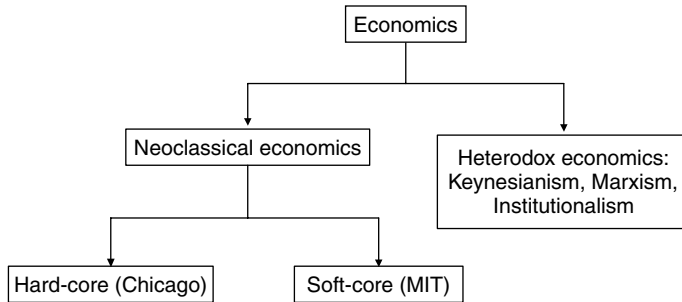 Economics
Neoclassical economics
Heterodox economics:
Keynesianism, Marxism,
Institutionalism
Hard-core (Chicago)
Soft-core (MIT)